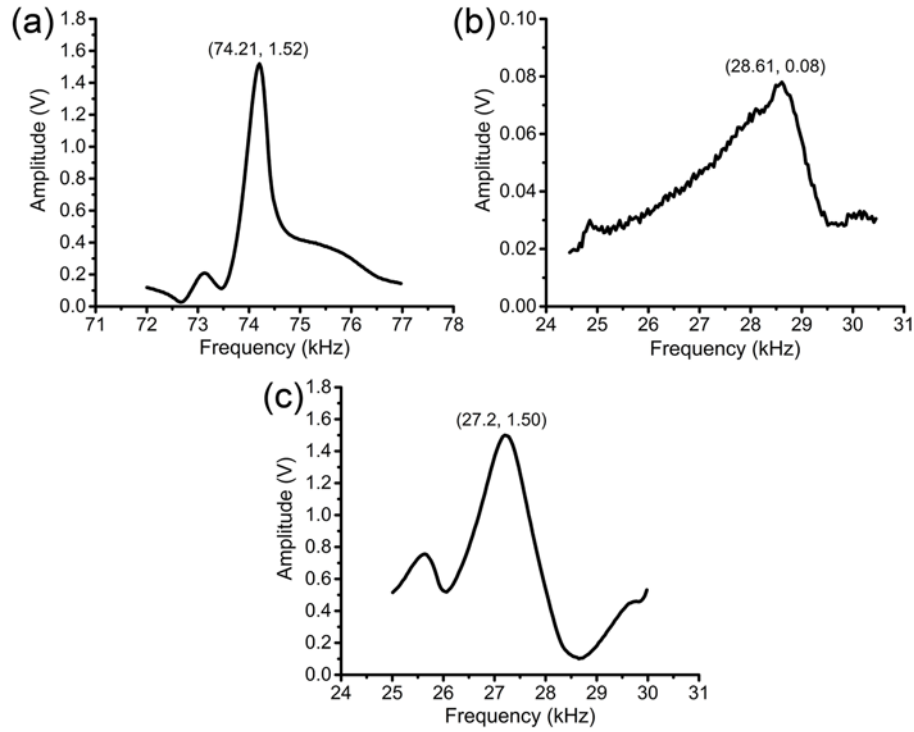 (a)
1.8
1.6
1.4
1.2
1.0
0.8
0.6
0.4
0.2
0.0
Amplitude (V)
(74.21, 1.52)
71 72 73 74 75 76 77 78
Frequency (kHz)
(b)
0.10
0.08
0.06
0.04
0.02
0.00
Amplitude (V)
(28.61, 0.08)
24 25 26 27 28 29 30 31
Frequency (kHz)
(c)
1.8
1.6
1.4
1.2
1.0
0.8
0.6
0.4
0.2
0.0
Amplitude (V)
(27.2, 1.50)
24 25 26 27 28 29 30 31
Frequency (kHz)